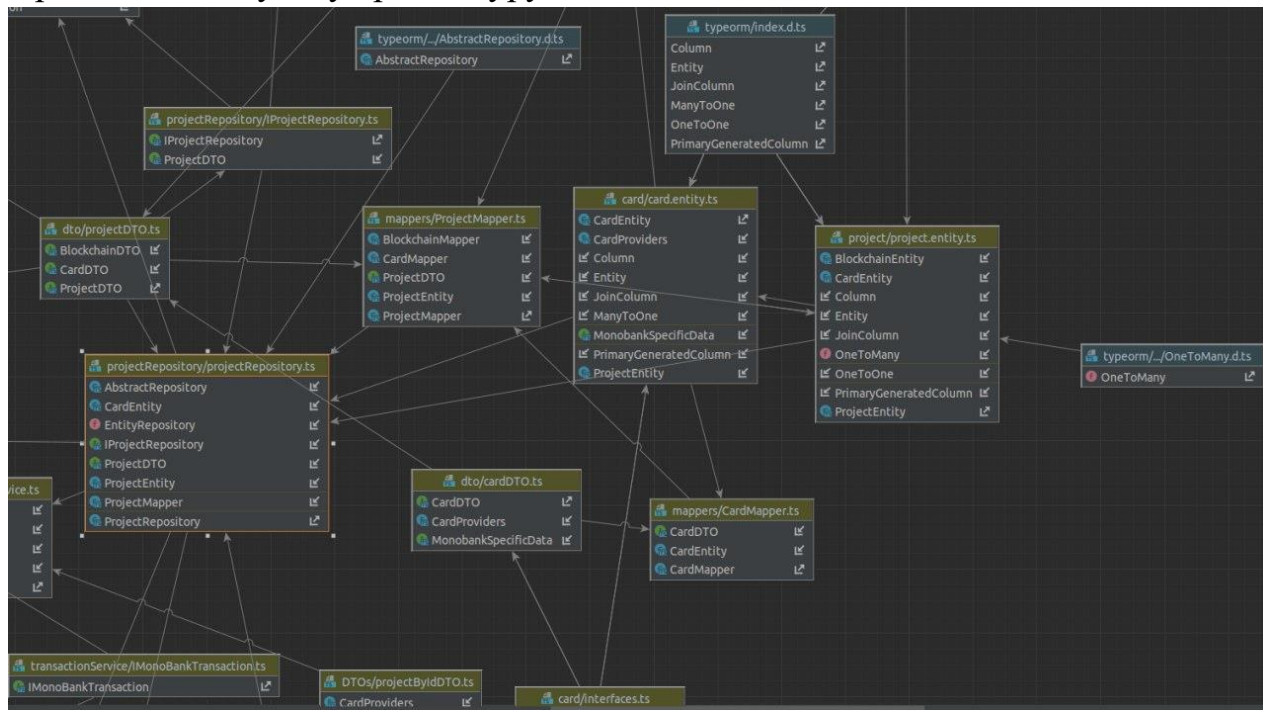 typeorm/.../AbstractRepository.d.ts
AbstractRepository
typeorm/index.d.ts
Column
Entity
JoinColumn
ManyToOne
OneToOne
PrimaryGeneratedColumn
projectRepository/IProjectRepository.ts
IProjectRepository
ProjectDTO
dto/projectDTO.ts
BlockchainDTO
CardDTO
ProjectDTO
mappers/ProjectMapper.ts
BlockchainMapper
CardMapper
ProjectDTO
ProjectEntity
ProjectMapper
card/card.entity.ts
CardEntity
CardProviders
Column
Entity
JoinColumn
ManyToOne
MonobankSpecificData
PrimaryGeneratedColumn
ProjectEntity
project/project.entity.ts
BlockchainEntity
CardEntity
Column
Entity
JoinColumn
OneToMany
OneToOne
PrimaryGeneratedColumn
ProjectEntity
typeorm/.../OneToMany.d.ts
OneToMany
projectRepository/projectRepository.ts
AbstractRepository
CardEntity
EntityRepository
IProjectRepository
ProjectDTO
ProjectEntity
ProjectMapper
ProjectRepository
vice.ts
dto/cardDTO.ts
CardDTO
CardProviders
MonobankSpecificData
mappers/CardMapper.ts
CardDTO
CardEntity
CardMapper
transactionService/IMonoBankTransaction.ts
IMonoBankTransaction
DTOs/projectByIdDTO.ts
CardProviders
card/interfaces.ts